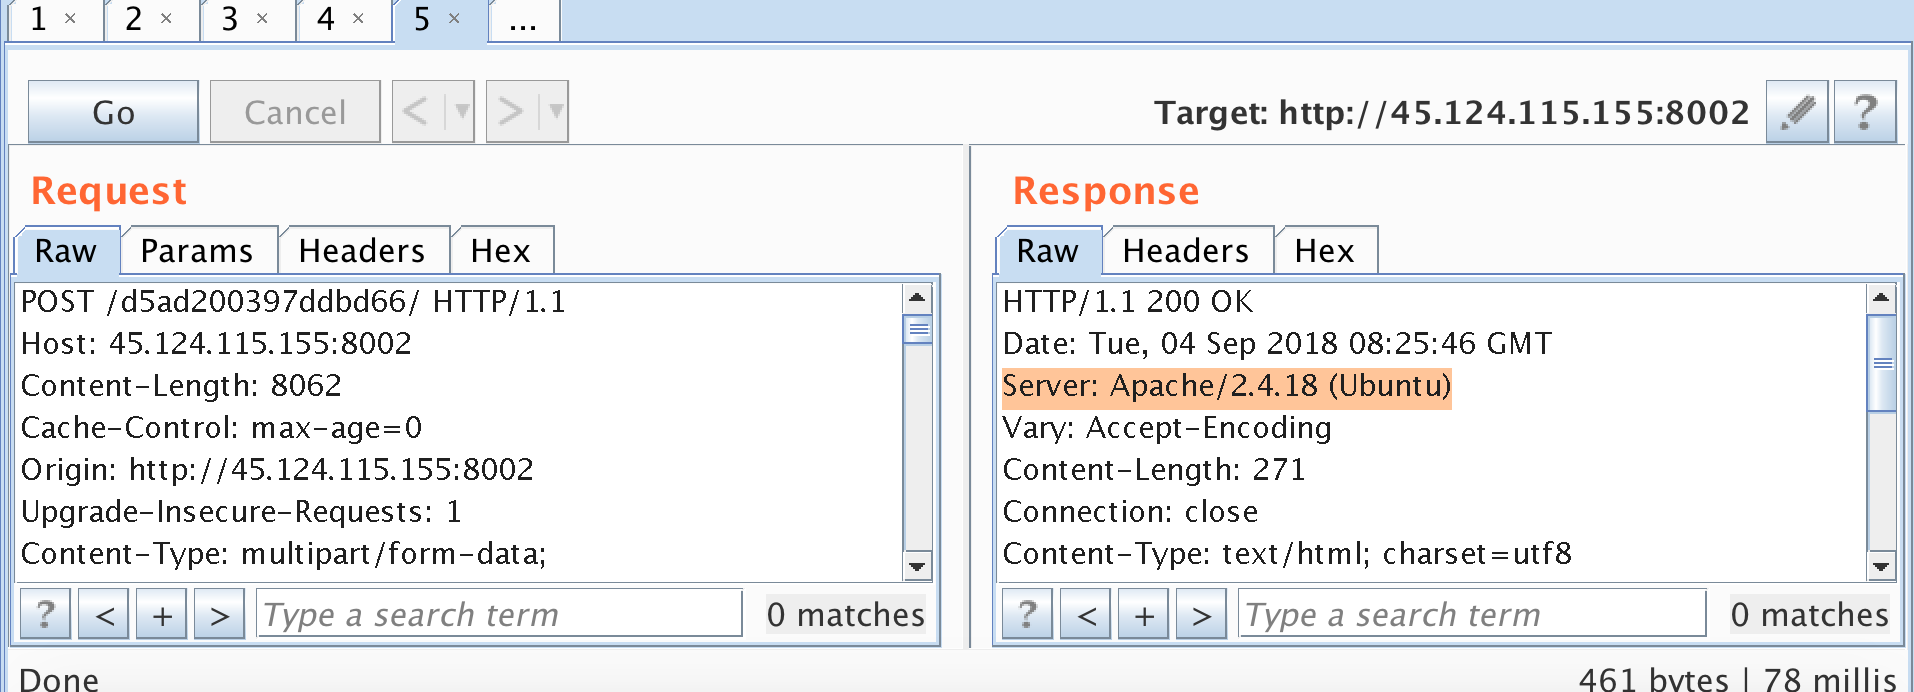 1 × 2 × 3 × 4 × 5 × ...
Go Cancel < > Target: http://45.124.115.155:8002 ?
Request
Raw Params Headers Hex
POST /d5ad200397ddbd66/ HTTP/1.1
Host: 45.124.115.155:8002
Content-Length: 8062
Cache-Control: max-age=0
Origin: http://45.124.115.155:8002
Upgrade-Insecure-Requests: 1
Content-Type: multipart/form-data;
? < + > Type a search term 0 matches
Response
Raw Headers Hex
HTTP/1.1 200 OK
Date: Tue, 04 Sep 2018 08:25:46 GMT
Server: Apache/2.4.18 (Ubuntu)
Vary: Accept-Encoding
Content-Length: 271
Connection: close
Content-Type: text/html; charset=utf8
? < + > Type a search term 0 matches
Done 461 bytes | 78 millis